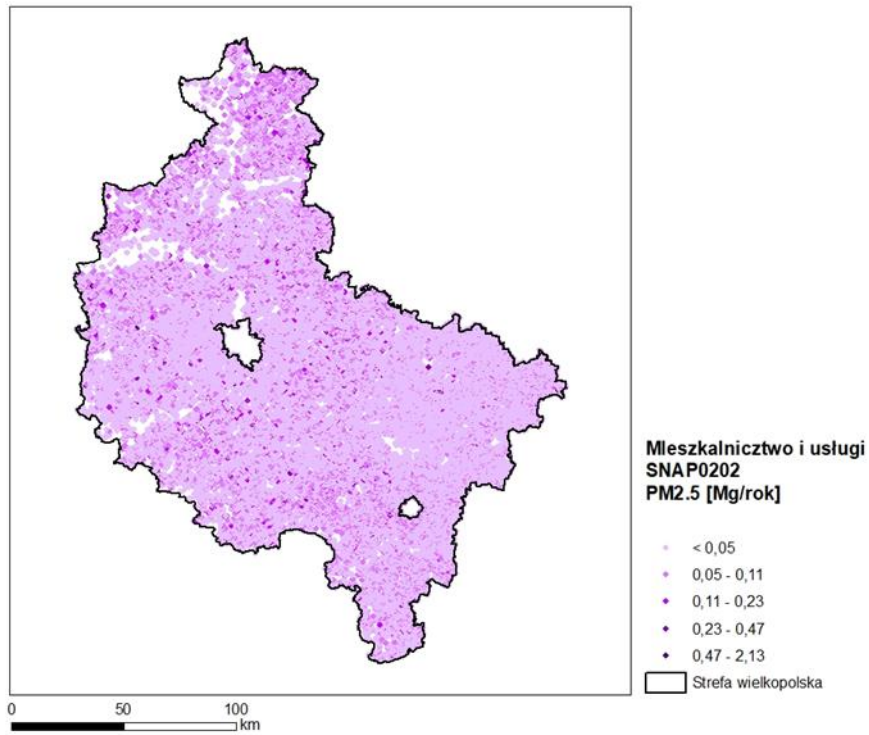 Mieszkalnictwo i usługi
SNAP0202
PM2.5 [Mg/rok]
< 0,05
0,05 - 0,11
0,11 - 0,23
0,23 - 0,47
0,47 - 2,13
Strefa wielkopolska
0 50 100
km